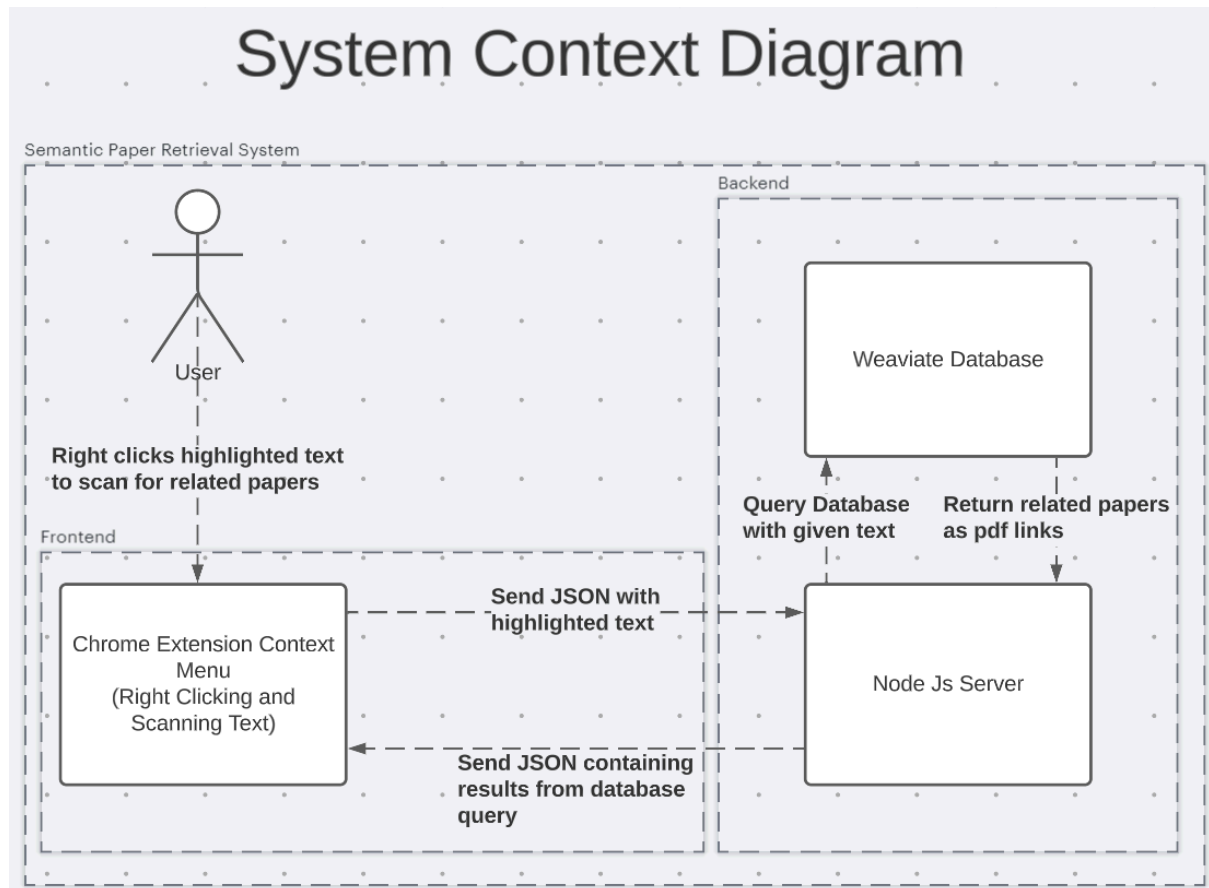 System Context Diagram
Semantic Paper Retrieval System
Backend
User
Weaviate Database
Right clicks highlighted text
to scan for related papers
Query Database
with given text
Return related papers
as pdf links
Frontend
Send JSON with
highlighted text
Chrome Extension Context
Menu
(Right Clicking and
Scanning Text)
Node Js Server
Send JSON containing
results from database
query